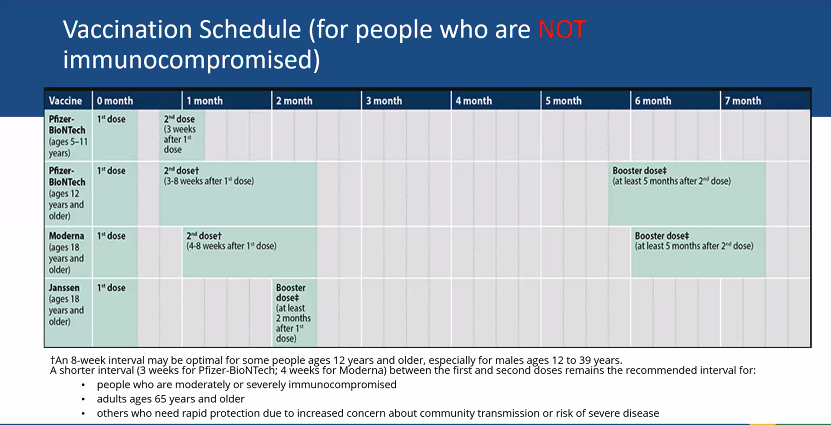 Vaccination Schedule (for people who are NOT
immunocompromised)
Vaccine 0 month 1 month 2 month 3 month 4 month 5 month 6 month 7 month
Pfizer-
BioNTech
(ages 5–11
years)
1st dose
2nd dose
(3 weeks
after 1st
dose
Pfizer-
BioNTech
(ages 12
years and
older)
1st dose
2nd dose†
(3-8 weeks after 1st dose)
Booster dose‡
(at least 5 months after 2nd dose)
Moderna
(ages 18
years and
older)
1st dose
2nd dose†
(4-8 weeks after 1st dose)
Booster dose‡
(at least 5 months after 2nd dose)
Janssen
(ages 18
years and
older)
1st dose
Booster
dose‡
(at least
2 months
after 1st
dose)
†An 8-week interval may be optimal for some people ages 12 years and older, especially for males ages 12 to 39 years.
A shorter interval (3 weeks for Pfizer-BioNTech; 4 weeks for Moderna) between the first and second doses remains the recommended interval for:
• people who are moderately or severely immunocompromised
• adults ages 65 years and older
• others who need rapid protection due to increased concern about community transmission or risk of severe disease